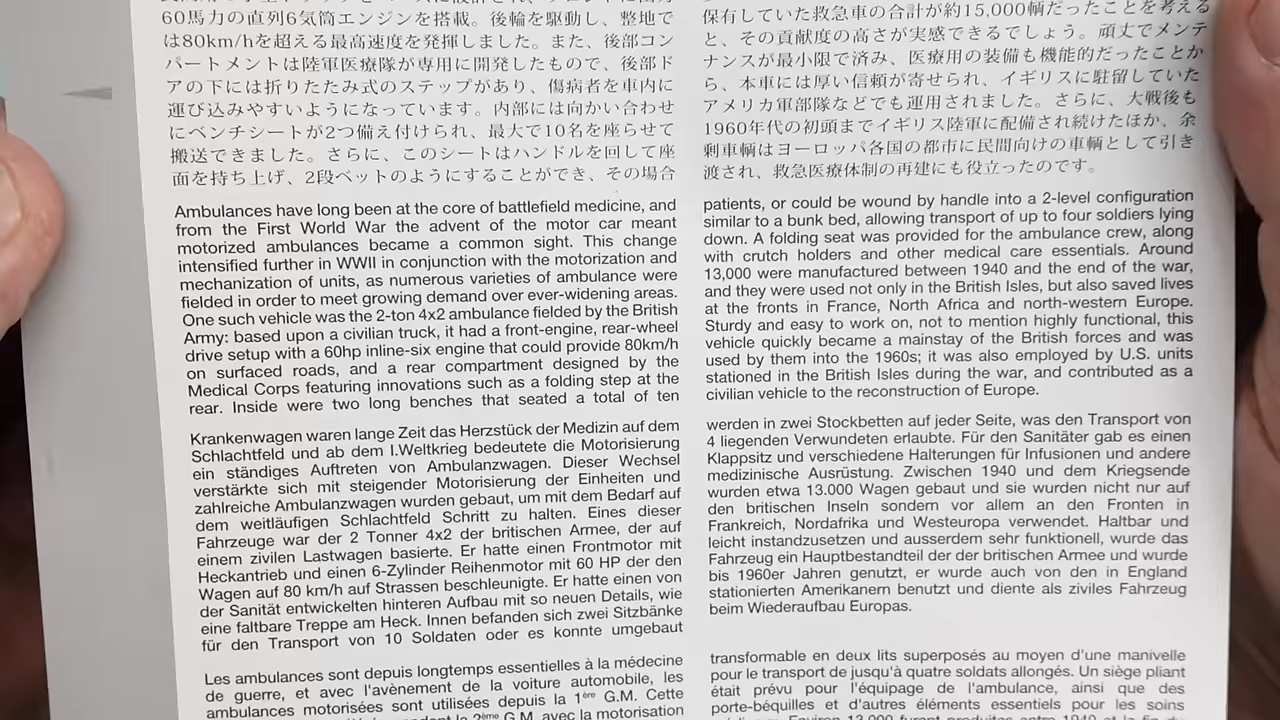 60馬力の直列6気筒エンジンを搭載。後輪を駆動し、整地で
は80km/hを超える最高速度を発揮しました。また、後部コン
パートメントは陸軍医療隊が専用に開発したもので、後部ド
アの下には折りたたみ式のステップがあり、傷病者を車内に
運び込みやすいようになっています。内部には向かい合わせ
にベンチシートが2つ備え付けられ、最大で10名を座らせて
搬送できました。さらに、このシートはハンドルを回して座
面を持ち上げ、2段ベットのようにすることができ、その場合
保有していた救急車の合計が約15,000輌だったことを考える
と、その貢献度の高さが実感できるでしょう。頑丈でメンテ
ナンスが最小限で済み、医療用の装備も機能的だったことか
ら、本車には厚い信頼が寄せられ、イギリスに駐留していた
アメリカ軍部隊などでも運用されました。さらに、大戦後も
1960年代の初頭までイギリス陸軍に配備され続けたほか、余
剰車輌はヨーロッパ各国の都市に民間向けの車輌として引き
渡され、救急医療体制の再建にも役立ったのです。
Ambulances have long been at the core of battlefield medicine, and
from the First World War the advent of the motor car meant
motorized ambulances became a common sight. This change
intensified further in WWII in conjunction with the motorization and
mechanization of units, as numerous varieties of ambulance were
fielded in order to meet growing demand over ever-widening areas.
One such vehicle was the 2-ton 4x2 ambulance fielded by the British
Army: based upon a civilian truck, it had a front-engine, rear-wheel
drive setup with a 60hp inline-six engine that could provide 80km/h
on surfaced roads, and a rear compartment designed by the
Medical Corps featuring innovations such as a folding step at the
rear. Inside were two long benches that seated a total of ten
patients, or could be wound by handle into a 2-level configuration
similar to a bunk bed, allowing transport of up to four soldiers lying
down. A folding seat was provided for the ambulance crew, along
with crutch holders and other medical care essentials. Around
13,000 were manufactured between 1940 and the end of the war,
and they were used not only in the British Isles, but also saved lives
at the fronts in France, North Africa and north-western Europe.
Sturdy and easy to work on, not to mention highly functional, this
vehicle quickly became a mainstay of the British forces and was
used by them into the 1960s; it was also employed by U.S. units
stationed in the British Isles during the war, and contributed as a
civilian vehicle to the reconstruction of Europe.
Krankenwagen waren lange Zeit das Herzstück der Medizin auf dem
Schlachtfeld und ab dem I.Weltkrieg bedeutete die Motorisierung
ein ständiges Auftreten von Ambulanzwagen. Dieser Wechsel
verstärkte sich mit steigender Motorisierung der Einheiten und
zahlreiche Ambulanzwagen wurden gebaut, um mit dem Bedarf auf
dem weitläufigen Schlachtfeld Schritt zu halten. Eines dieser
Fahrzeuge war der 2 Tonner 4x2 der britischen Armee, der auf
einem zivilen Lastwagen basierte. Er hatte einen Frontmotor mit
Heckantrieb und einen 6-Zylinder Reihenmotor mit 60 HP der den
Wagen auf 80 km/h auf Strassen beschleunigte. Er hatte einen von
der Sanität entwickelten hinteren Aufbau mit so neuen Details, wie
eine faltbare Treppe am Heck. Innen befanden sich zwei Sitzbänke
für den Transport von 10 Soldaten oder es konnte umgebaut
werden in zwei Stockbetten auf jeder Seite, was den Transport von
4 liegenden Verwundeten erlaubte. Für den Sanitäter gab es einen
Klappsitz und verschiedene Halterungen für Infusionen und andere
medizinische Ausrüstung. Zwischen 1940 und dem Kriegsende
wurden etwa 13.000 Wagen gebaut und sie wurden nicht nur auf
den britischen Inseln sondern vor allem an den Fronten in
Frankreich, Nordafrika und Westeuropa verwendet. Haltbar und
leicht instandzusetzen und ausserdem sehr funktionell, wurde das
Fahrzeug ein Hauptbestandteil der der britischen Armee und wurde
bis 1960er Jahren genutzt, er wurde auch von den in England
stationierten Amerikanern benutzt und diente als ziviles Fahrzeug
beim Wiederaufbau Europas.
Les ambulances sont depuis longtemps essentielles à la médecine
de guerre, et avec l'avènement de la voiture automobile, les
ambulances motorisées sont utilisées depuis la 1ère G.M. Cette
la 2ème G.M. avec la motorisation
transformable en deux lits superposés au moyen d'une manivelle
pour le transport de jusqu'à quatre soldats allongés. Un siège pliant
était prévu pour l'équipage de l'ambulance, ainsi que des
porte-béquilles et d'autres éléments essentiels pour les soins